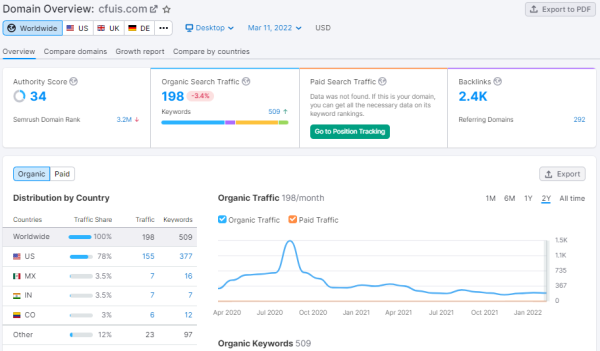 Domain Overview: cfuis.com
Export to PDF
Worldwide US UK DE ... Desktop Mar 11, 2022 USD
Overview Compare domains Growth report Compare by countries
Authority Score
34
Semrush Domain Rank 3.2M ↓
Organic Search Traffic
198 -3.4%
Keywords 509 ↑
Paid Search Traffic
Data was not found. If this is your domain,
you can get all the necessary data on its
keyword rankings.
Go to Position Tracking
Backlinks
2.4K
Referring Domains 292
Organic Paid
Export
Distribution by Country
Countries Traffic Share Traffic Keywords
Worldwide 100% 198 509
US 78% 155 377
MX 3.5% 7 16
IN 3.5% 7 7
CO 3% 6 12
Other 12% 23 97
Organic Traffic 198/month
1M 6M 1Y 2Y All time
Organic Traffic Paid Traffic
1.5K
1.1K
735
367
0
Apr 2020 Jul 2020 Oct 2020 Jan 2021 Apr 2021 Jul 2021 Oct 2021 Jan 2022
Organic Keywords 509